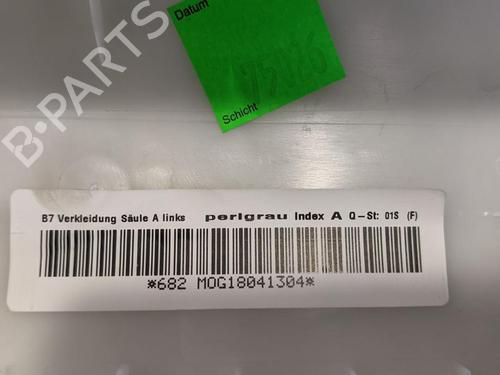 Datum
Schicht
B-PARTS
B7 Verkleidung Säule A links perlgrau Index A Q-St: 01S (F)
*682 MOG18041304*